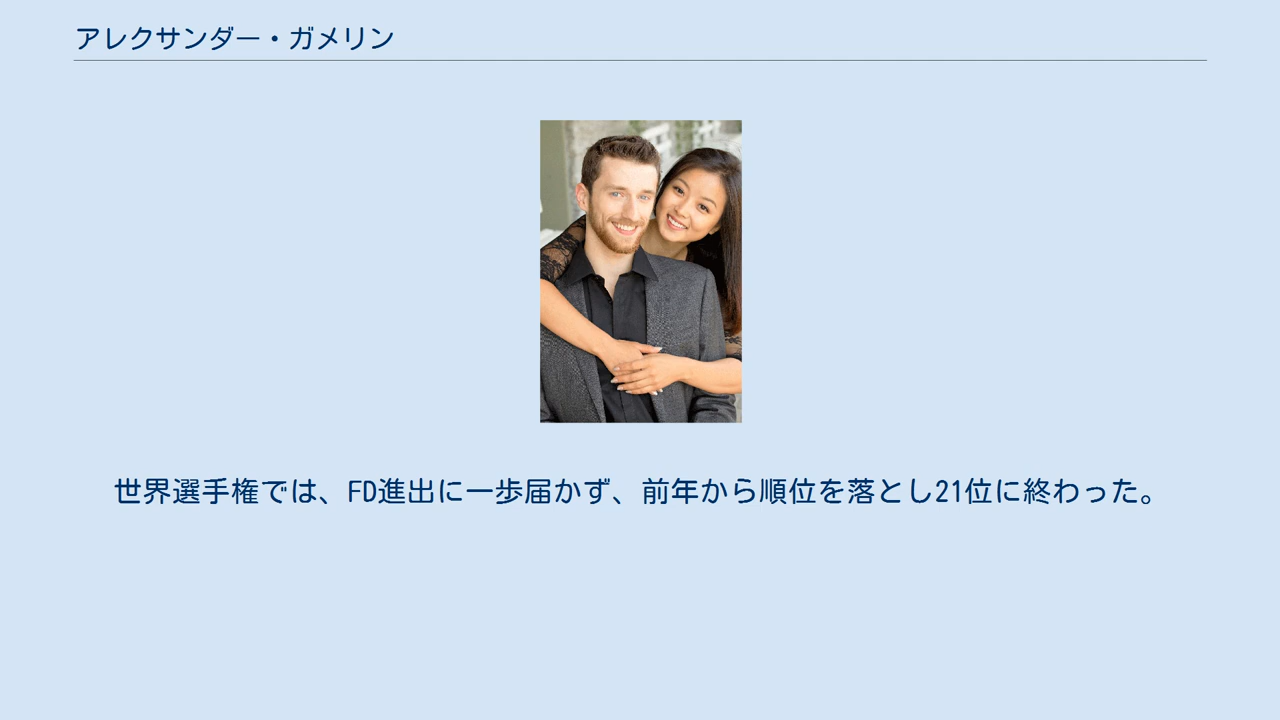 アレクサンダー・ガメリン
世界選手権では、FD進出に一歩届かず、前年から順位を落とし21位に終わった。